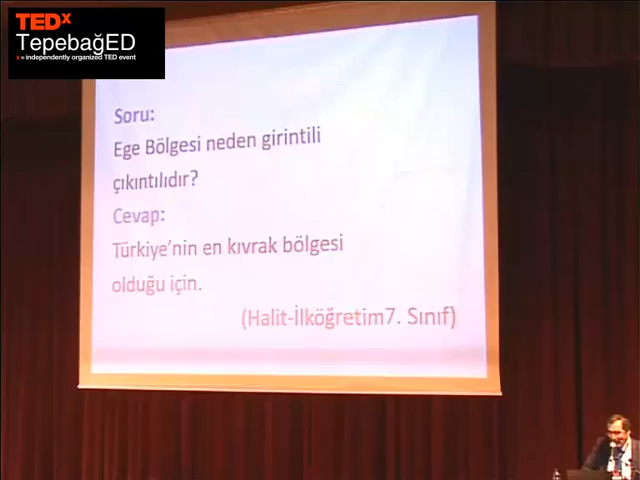 TEDx
TepebağED
x = independently organized TED event
Soru:
Ege Bölgesi neden girintili
çıkıntılıdır?
Cevap:
Türkiye'nin en kıvrak bölgesi
olduğu için.
(Halit-İlköğretim7. Sınıf)